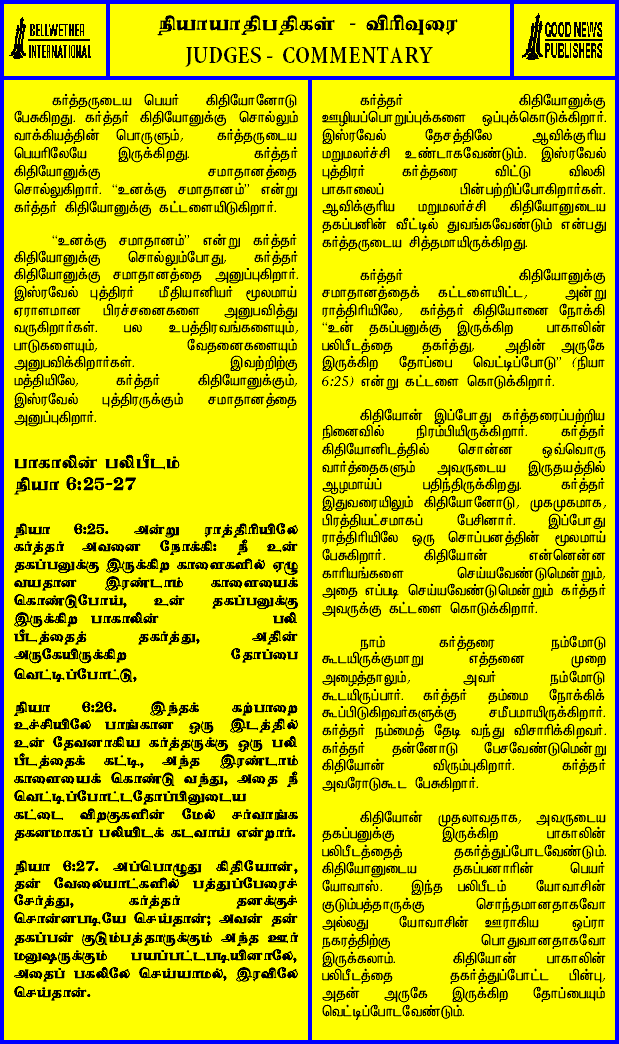 BELLWETHER
INTERNATIONAL
நியாயாதிபதிகள் - விரிவுரை
JUDGES - COMMENTARY
GOOD NEWS
PUBLISHERS
கர்த்தருடைய பெயர் கிதியோனோடு
பேசுகிறது. கர்த்தர் கிதியோனுக்கு சொல்லும்
வாக்கியத்தின் பொருளும், கர்த்தருடைய
பெயரிலேயே இருக்கிறது. கர்த்தர்
கிதியோனுக்கு சமாதானத்தை
சொல்லுகிறார். “உனக்கு சமாதானம்” என்று
கர்த்தர் கிதியோனுக்கு கட்டளையிடுகிறார்.
“உனக்கு சமாதானம்” என்று கர்த்தர்
கிதியோனுக்கு சொல்லும்போது, கர்த்தர்
கிதியோனுக்கு சமாதானத்தை அனுப்புகிறார்.
இஸ்ரவேல் புத்திரர் மீதியானியர் மூலமாய்
ஏராளமான பிரச்சனைகளை அனுபவித்து
வருகிறார்கள். பல உபத்திரவங்களையும்,
பாடுகளையும், வேதனைகளையும்
அனுபவிக்கிறார்கள். இவற்றிற்கு
மத்தியிலே, கர்த்தர் கிதியோனுக்கும்,
இஸ்ரவேல் புத்திரருக்கும் சமாதானத்தை
அனுப்புகிறார்.
பாகாலின் பலிபீடம்
நியா 6:25-27
நியா 6:25. அன்று ராத்திரியிலே
கர்த்தர் அவனை நோக்கி: நீ உன்
தகப்பனுக்கு இருக்கிற காளைகளில் ஏழு
வயதான இரண்டாம் காளையைக்
கொண்டுபோய், உன் தகப்பனுக்கு
இருக்கிற பாகாலின் பலி
பீடத்தைத் தகர்த்து, அதின்
அருகேயிருக்கிற தோப்பை
வெட்டிப்போட்டு,
நியா 6:26. இந்தக் கற்பாறை
உச்சியிலே பாங்கான ஒரு இடத்தில்
உன் தேவனாகிய கர்த்தருக்கு ஒரு பலி
பீடத்தைக் கட்டி, அந்த இரண்டாம்
காளையைக் கொண்டு வந்து, அதை நீ
வெட்டிப்போட்டதோப்பினுடைய
கட்டை விறகுகளின் மேல் சர்வாங்க
தகனமாகப் பலியிடக் கடவாய் என்றார்.
நியா 6:27. அப்பொழுது கிதியோன்,
தன் வேலையாட்களில் பத்துப்பேரைச்
சேர்த்து, கர்த்தர் தனக்குச்
சொன்னபடியே செய்தான்; அவன் தன்
தகப்பன் குடும்பத்தாருக்கும் அந்த ஊர்
மனுஷருக்கும் பயப்பட்டபடியினாலே,
அதைப் பகலிலே செய்யாமல், இரவிலே
செய்தான்.
கர்த்தர் கிதியோனுக்கு
ஊழியப்பொறுப்புக்களை ஒப்புக்கொடுக்கிறார்.
இஸ்ரவேல் தேசத்திலே ஆவிக்குரிய
மறுமலர்ச்சி உண்டாகவேண்டும். இஸ்ரவேல்
புத்திரர் கர்த்தரை விட்டு விலகி
பாகாலைப் பின்பற்றிப்போகிறார்கள்.
ஆவிக்குரிய மறுமலர்ச்சி கிதியோனுடைய
தகப்பனின் வீட்டில் துவங்கவேண்டும் என்பது
கர்த்தருடைய சித்தமாயிருக்கிறது.
கர்த்தர் கிதியோனுக்கு
சமாதானத்தைக் கட்டளையிட்ட, அன்று
ராத்திரியிலே, கர்த்தர் கிதியோனை நோக்கி
“உன் தகப்பனுக்கு இருக்கிற பாகாலின்
பலிபீடத்தை தகர்த்து, அதின் அருகே
இருக்கிற தோப்பை வெட்டிப்போடு” (நியா
6:25) என்று கட்டளை கொடுக்கிறார்.
கிதியோன் இப்போது கர்த்தரைப்பற்றிய
நினைவில் நிரம்பியிருக்கிறார். கர்த்தர்
கிதியோனிடத்தில் சொன்ன ஒவ்வொரு
வார்த்தைகளும் அவருடைய இருதயத்தில்
ஆழமாய்ப் பதிந்திருக்கிறது. கர்த்தர்
இதுவரையிலும் கிதியோனோடு, முகமுகமாக,
பிரத்தியட்சமாகப் பேசினார். இப்போது
ராத்திரியிலே ஒரு சொப்பனத்தின் மூலமாய்
பேசுகிறார். கிதியோன் என்னென்ன
காரியங்களை செய்யவேண்டுமென்றும்,
அதை எப்படி செய்யவேண்டுமென்றும் கர்த்தர்
அவருக்கு கட்டளை கொடுக்கிறார்.
நாம் கர்த்தரை நம்மோடு
கூடயிருக்குமாறு எத்தனை முறை
அழைத்தாலும், அவர் நம்மோடு
கூடயிருப்பார். கர்த்தர் தம்மை நோக்கிக்
கூப்பிடுகிறவர்களுக்கு சமீபமாயிருக்கிறார்.
கர்த்தர் நம்மைத் தேடி வந்து விசாரிக்கிறவர்.
கர்த்தர் தன்னோடு பேசவேண்டுமென்று
கிதியோன் விரும்புகிறார். கர்த்தர்
அவரோடுகூட பேசுகிறார்.
கிதியோன் முதலாவதாக, அவருடைய
தகப்பனுக்கு இருக்கிற பாகாலின்
பலிபீடத்தைத் தகர்த்துப்போடவேண்டும்.
கிதியோனுடைய தகப்பனாரின் பெயர்
யோவாஸ். இந்த பலிபீடம் யோவாசின்
குடும்பத்தாருக்கு சொந்தமானதாகவோ
அல்லது யோவாசின் ஊராகிய ஒப்ரா
நகரத்திற்கு பொதுவானதாகவோ
இருக்கலாம். கிதியோன் பாகாலின்
பலிபீடத்தை தகர்த்துப்போட்ட பின்பு,
அதன் அருகே இருக்கிற தோப்பையும்
வெட்டிப்போடவேண்டும்.